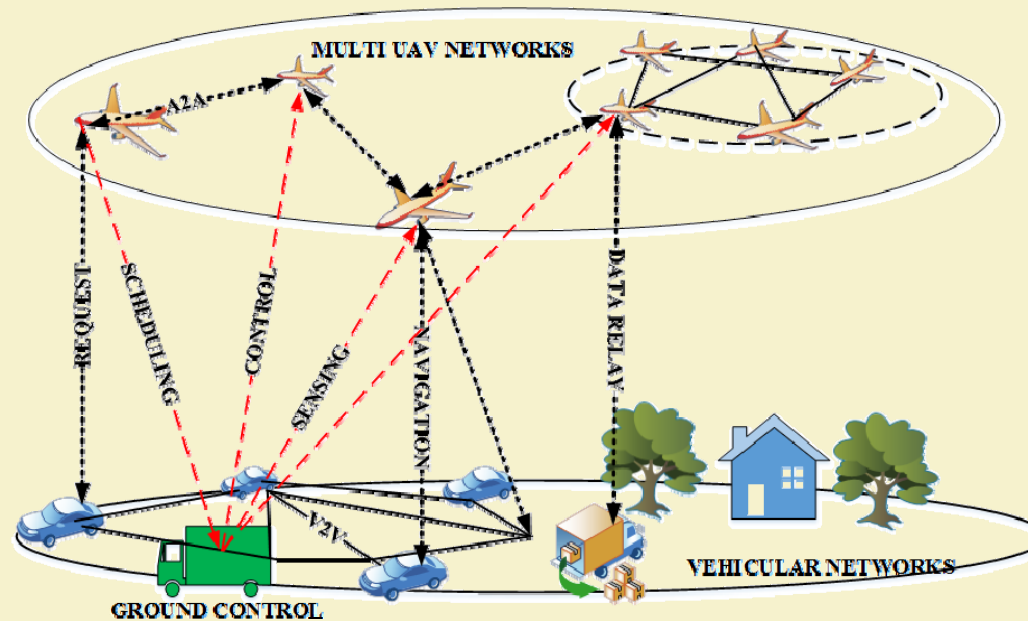 MULTI UAV NETWORKS
A2A
REQUEST
SCHEDULING
CONTROL
SENSING
NAVIGATION
DATA RELAY
V2V
VEHICULAR NETWORKS
GROUND CONTROL